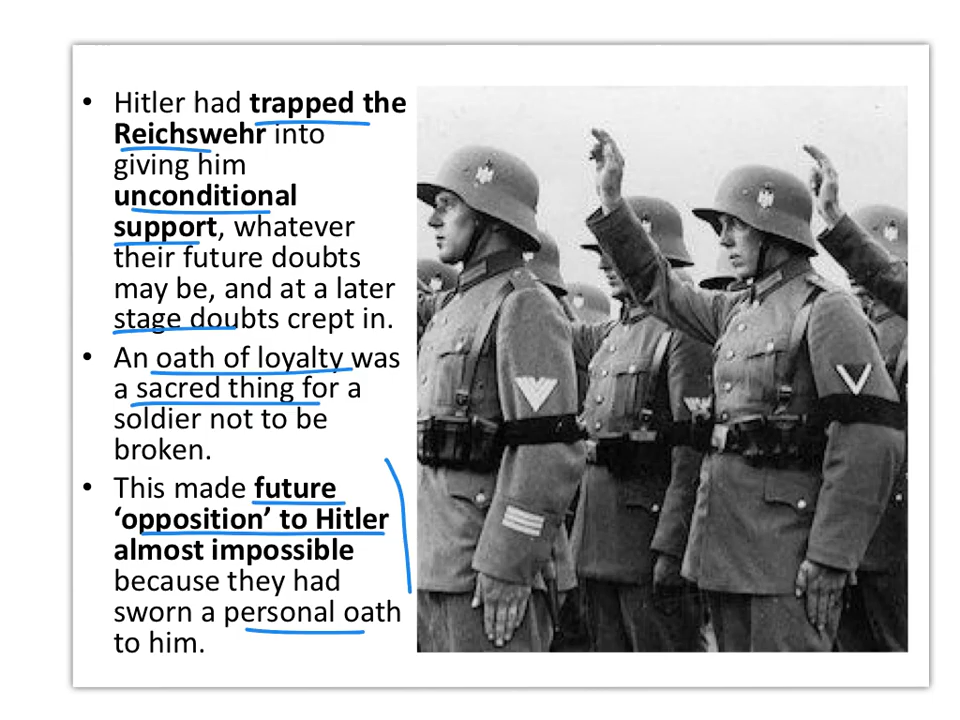 • Hitler had trapped the
Reichswehr into
giving him
unconditional
support, whatever
their future doubts
may be, and at a later
stage doubts crept in.
• An oath of loyalty was
a sacred thing for a
soldier not to be
broken.
• This made future
‘opposition’ to Hitler
almost impossible
because they had
sworn a personal oath
to him.